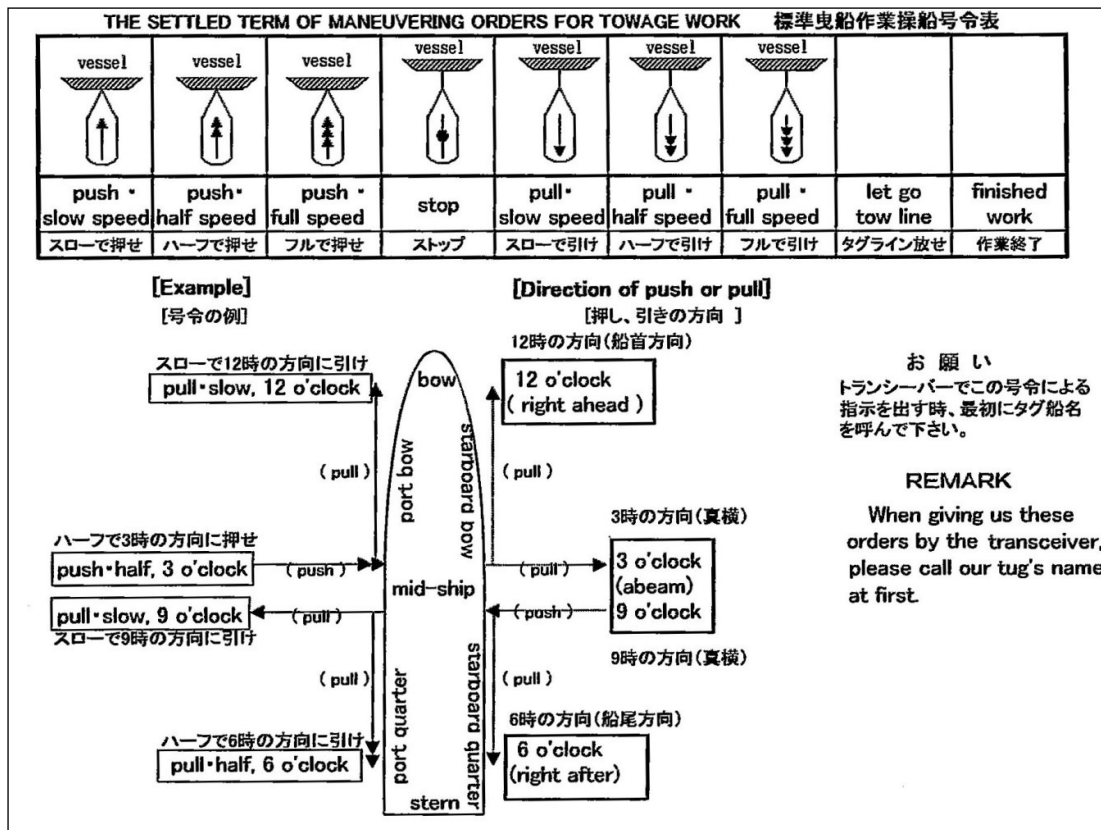 THE SETTLED TERM OF MANEUVERING ORDERS FOR TOWAGE WORK 標準曳船作業操船号令表
vessel vessel vessel vessel vessel vessel vessel
push・ push・ push・ stop pull・ pull・ pull・ let go finished
slow speed half speed full speed slow speed half speed full speed tow line work
スローで押せ ハーフで押せ フルで押せ ストップ スローで引け ハーフで引け フルで引け タグライン放せ 作業終了
[Example] [Direction of push or pull]
[号令の例] [押し、引きの方向 ]
12時の方向(船首方向)
スローで12時の方向に引け
pull・slow, 12 o'clock
bow
12 o'clock
( right ahead )
お 願 い
トランシーバーでこの号令による
指示を出す時、最初にタグ船名
を呼んで下さい。
( pull )
port bow
starboard bow
( pull )
REMARK
When giving us these
orders by the transceiver,
please call our tug's name
at first.
ハーフで3時の方向に押せ
push・half, 3 o'clock
(push)
mid-ship
(pull)
3時の方向(真横)
3 o'clock
(abeam)
9 o'clock
pull・slow, 9 o'clock
(pull)
(push)
スローで9時の方向に引け
9時の方向(真横)
(pull)
port quarter
starboard quarter
(pull)
ハーフで6時の方向に引け
pull・half, 6 o'clock
6時の方向(船尾方向)
6 o'clock
(right after)
stern